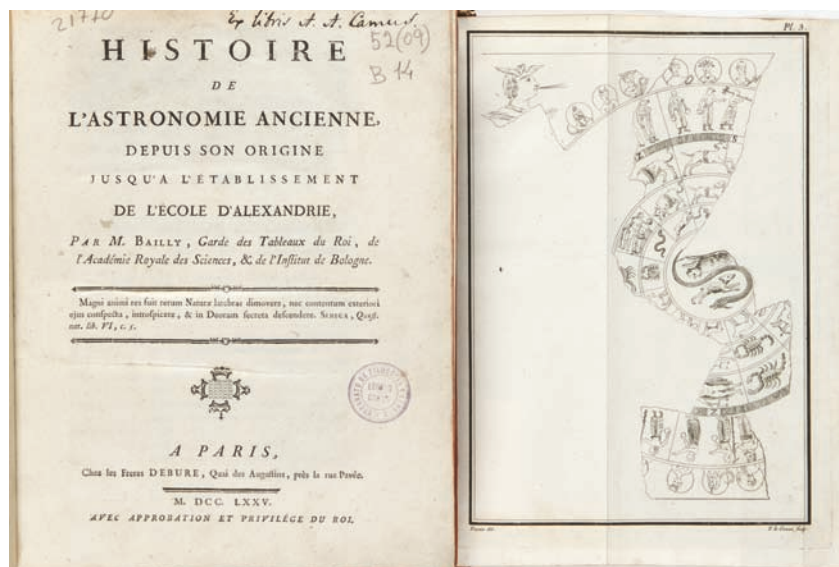 21710
Ex libris A. A. Camus.
52(09)
B 14
HISTOIRE
DE
L'ASTRONOMIE ANCIENNE,
DEPUIS SON ORIGINE
JUSQU'A L'ÉTABLISSEMENT
DE L'ÉCOLE D'ALEXANDRIE,
PAR M. BAILLY, Garde des Tableaux du Roi, de
l'Académie Royale des Sciences, & de l'Institut de Bologne.
Magni animi res fuit rerum Naturæ latebras dimovere, nec contentum exteriori
ejus conspectu, introspicere, & in Deorum secreta descendere. SENECA, Quæst.
nat. lib. VI, c. 5.
A PARIS,
Chez les Freres DEBURE, Quai des Augustins, près la rue Pavée.
M. DCC. LXXV.
AVEC APPROBATION ET PRIVILÉGE DU ROI.
Pl. 3.